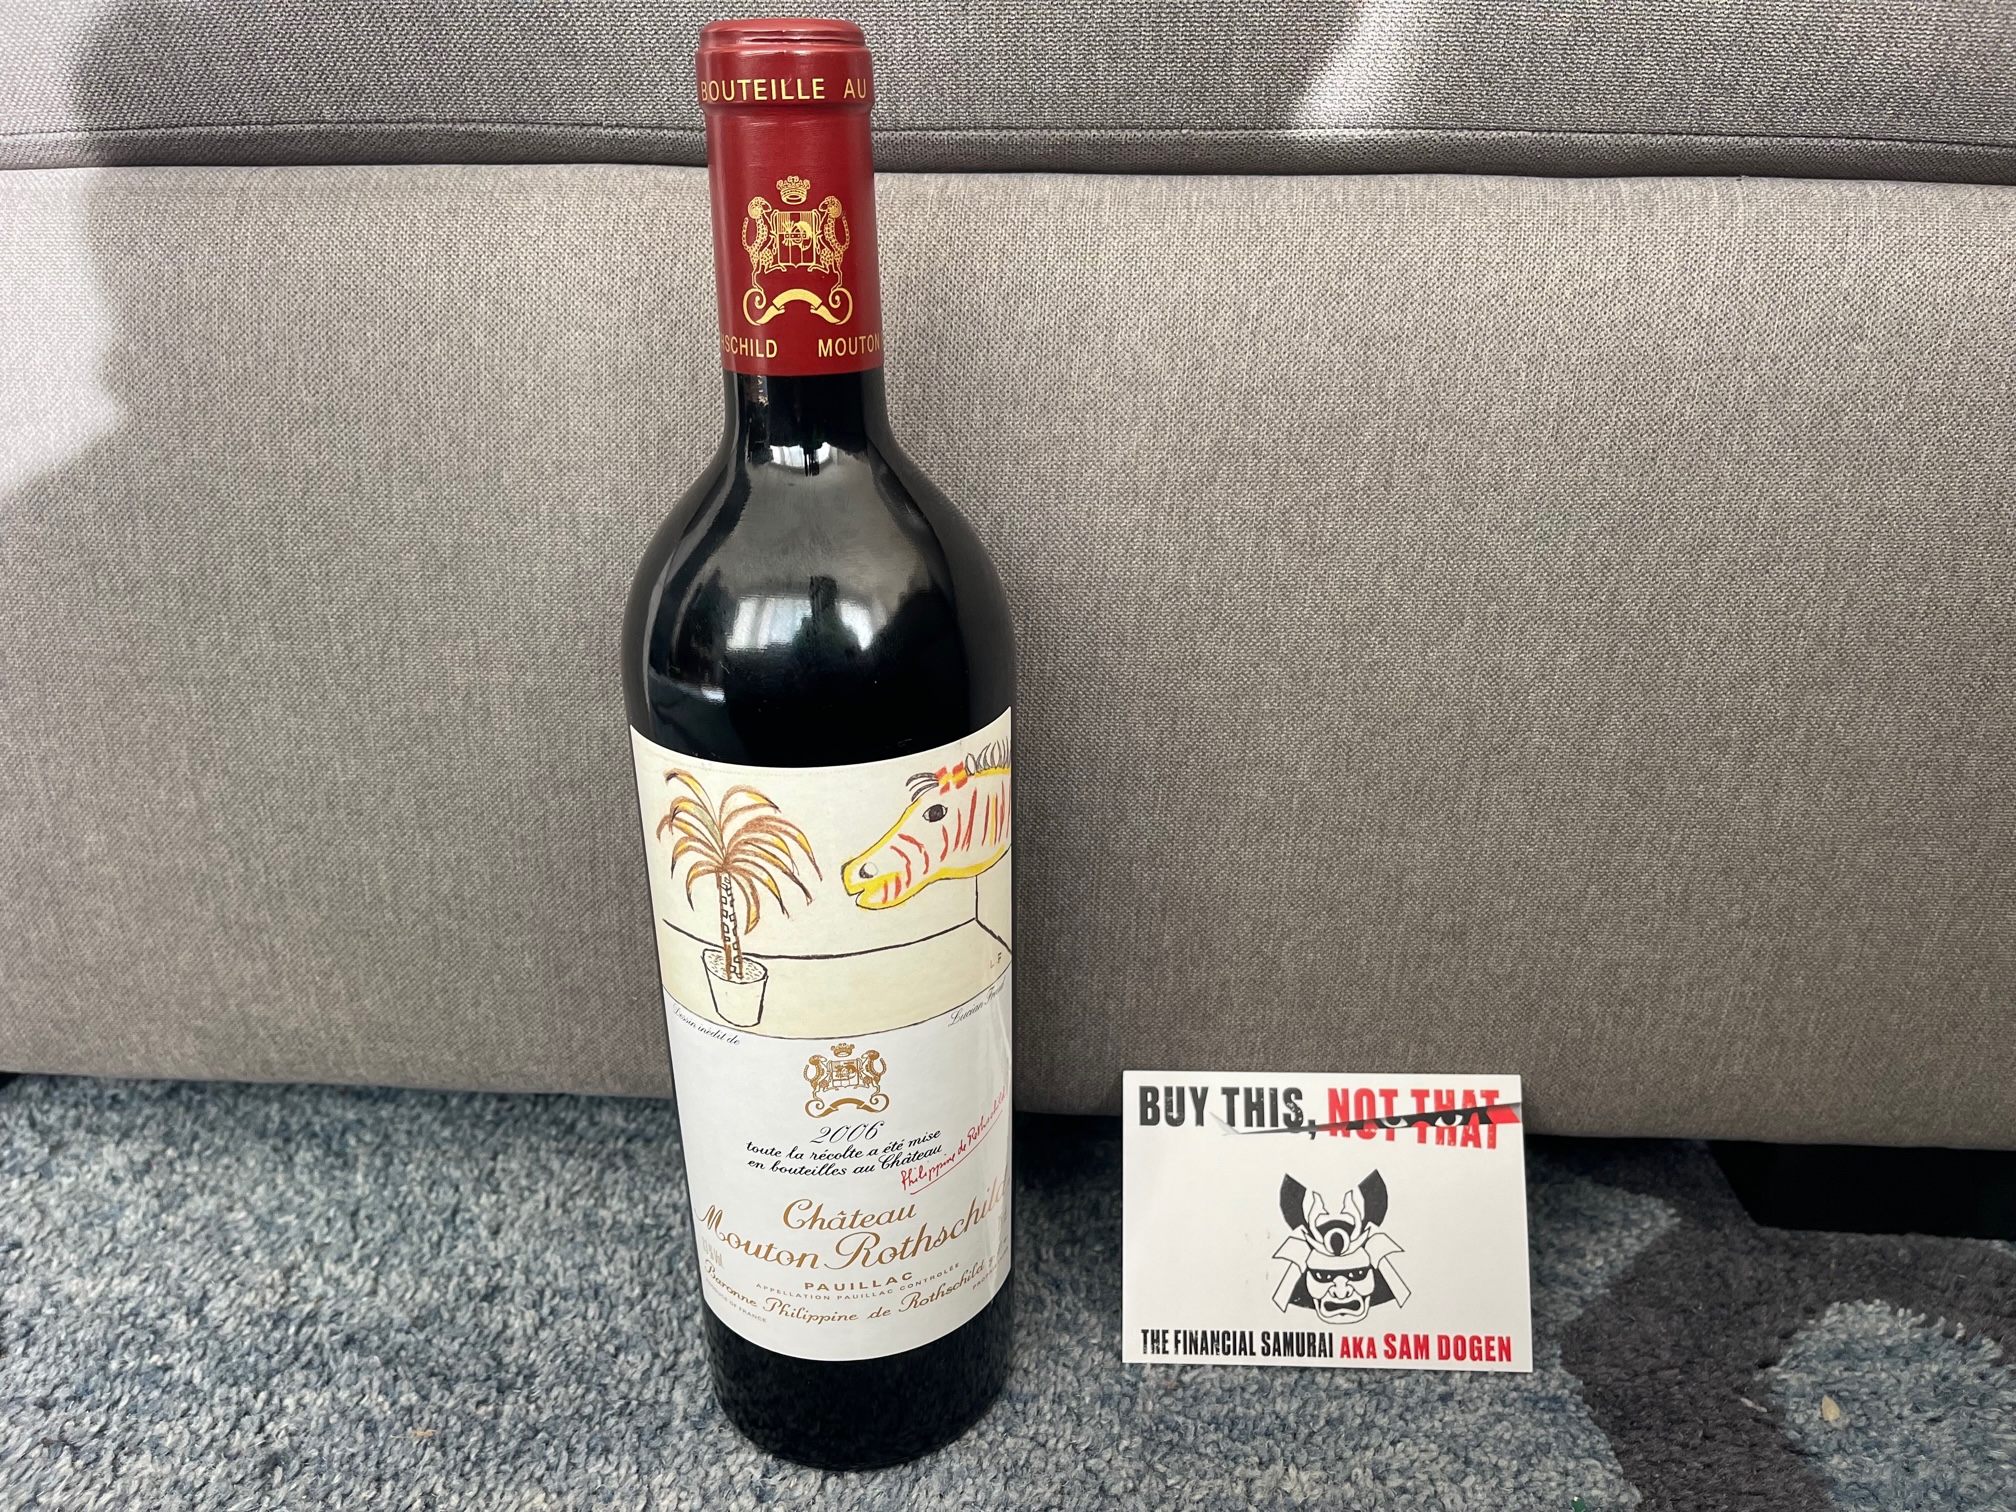 BOUTEILLE AU
SCHILD MOUTON
L F
Dessin inédit de
Lucian Freud
2006
toute la récolte a été mise
en bouteilles au Château
Philippine de Rothschild
Château
Mouton Rothschild
PAUILLAC
APPELLATION PAUILLAC CONTRÔLÉE
Baronne Philippine de Rothschild
BUY THIS, NOT THAT
THE FINANCIAL SAMURAI AKA SAM DOGEN